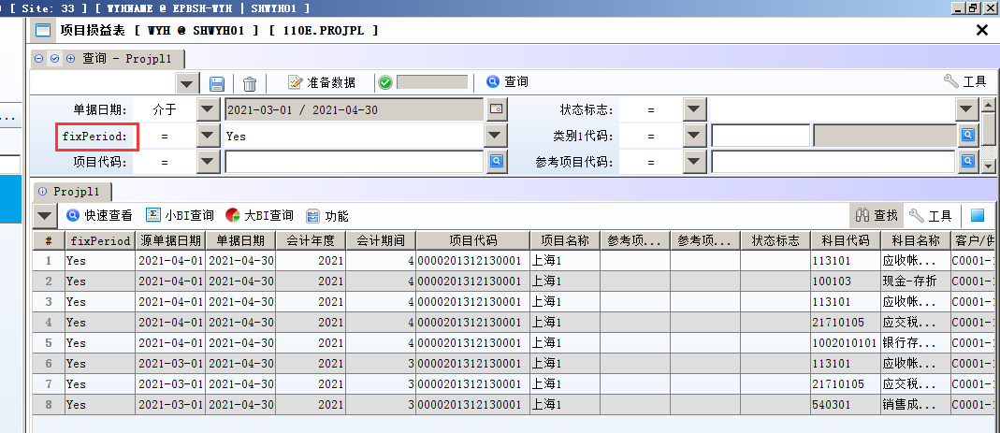 [ Site: 33 ] [ WYHNAME @ EPBSH-WYH | SHWYH01 ]
项目损益表 [ WYH @ SHWYH01 ] [ 110E.PROJPL ]
查询 - Projpl1
准备数据 查询 工具
单据日期: 介于 2021-03-01 / 2021-04-30 状态标志: =
fixPeriod: = Yes 类别1代码: =
项目代码: = 参考项目代码: =
Projpl1
快速查看 小BI查询 大BI查询 功能 查找 工具
# fixPeriod 源单据日期 单据日期 会计年度 会计期间 项目代码 项目名称 参考项... 参考项... 状态标志 科目代码 科目名称 客户/供
1 Yes 2021-04-01 2021-04-30 2021 4 0000201312130001 上海1 113101 应收帐... C0001-
2 Yes 2021-04-01 2021-04-30 2021 4 0000201312130001 上海1 100103 现金-存折 C0001-
3 Yes 2021-04-01 2021-04-30 2021 4 0000201312130001 上海1 113101 应收帐... C0001-
4 Yes 2021-04-01 2021-04-30 2021 4 0000201312130001 上海1 21710105 应交税... C0001-
5 Yes 2021-04-01 2021-04-30 2021 4 0000201312130001 上海1 1002010101 银行存... C0001-
6 Yes 2021-03-01 2021-04-30 2021 3 0000201312130001 上海1 113101 应收帐... C0001-
7 Yes 2021-03-01 2021-04-30 2021 3 0000201312130001 上海1 21710105 应交税... C0001-
8 Yes 2021-03-01 2021-04-30 2021 3 0000201312130001 上海1 540301 销售成... C0001-